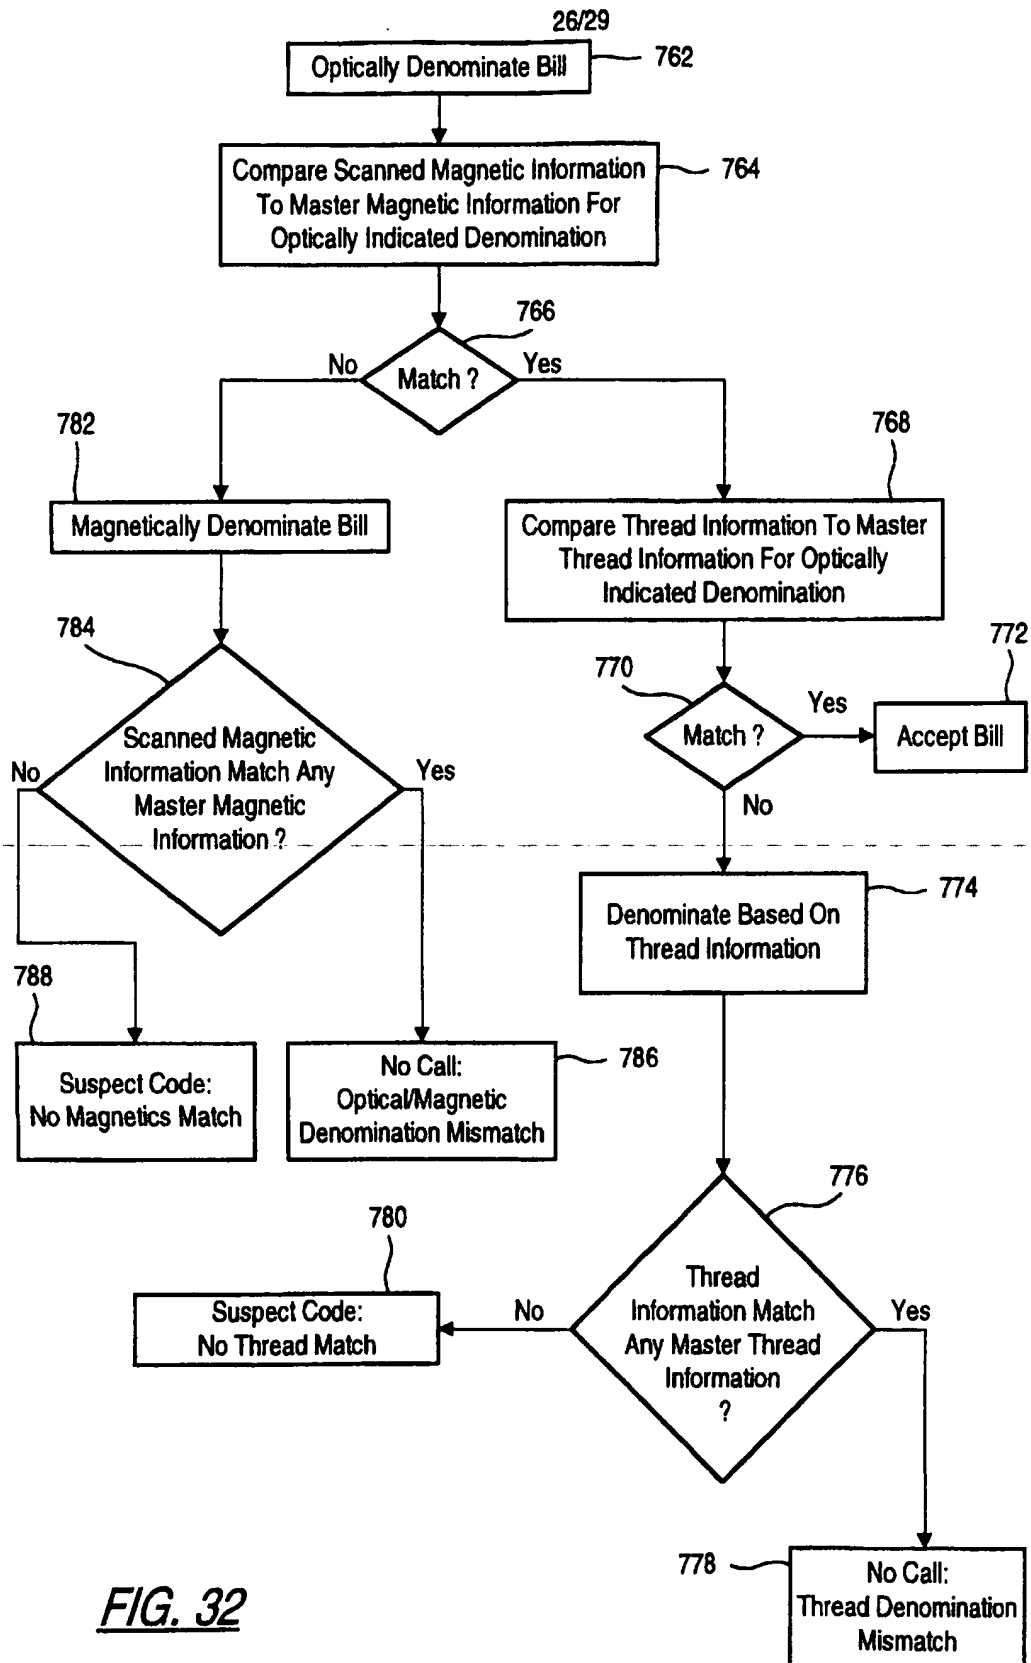 26/29
Optically Denominate Bill
762
Compare Scanned Magnetic Information
To Master Magnetic Information For
Optically Indicated Denomination
764
766
No
Match ?
Yes
782
768
Magnetically Denominate Bill
Compare Thread Information To Master
Thread Information For Optically
Indicated Denomination
784
772
770
Yes
Match ?
Accept Bill
No
Scanned Magnetic
Information Match Any
Master Magnetic
Information ?
No
Yes
774
Denominate Based On
Thread Information
788
Suspect Code:
No Magnetics Match
No Call:
Optical/Magnetic
Denomination Mismatch
786
776
780
Suspect Code:
No Thread Match
No
Thread
Information Match
Any Master Thread
Information
?
Yes
778
No Call:
Thread Denomination
Mismatch
FIG. 32